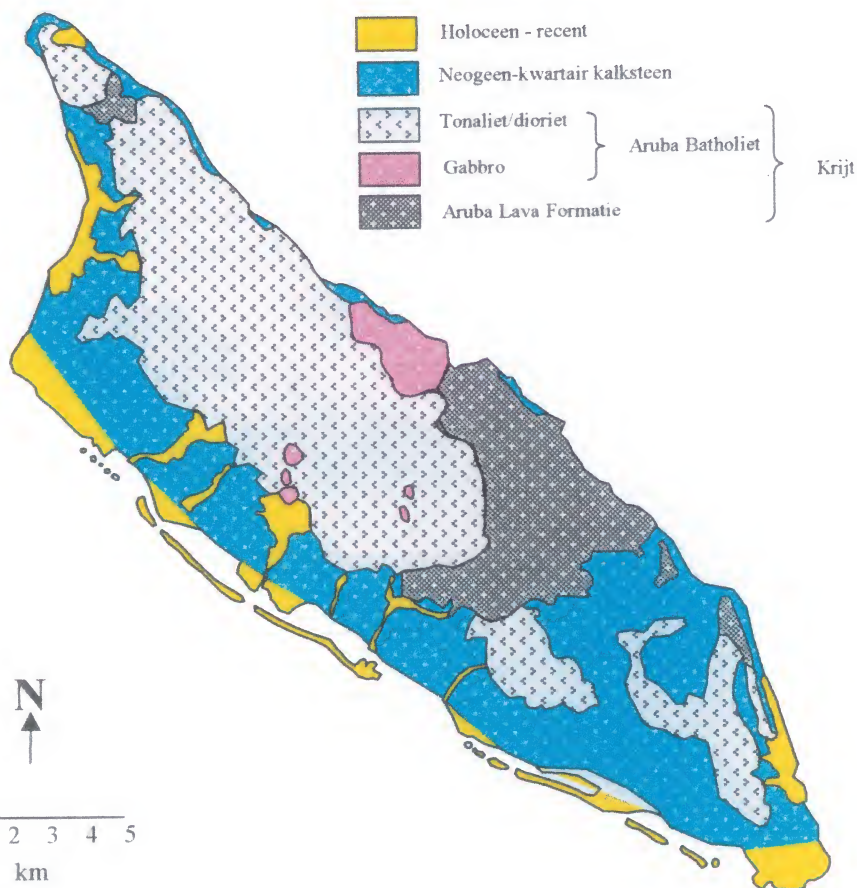 Holoceen - recent
Neogeen-kwartair kalksteen
Tonaliet/dioriet
Aruba Batholiet
Krijt
Gabbro
Aruba Lava Formatie
N
2 3 4 5
km